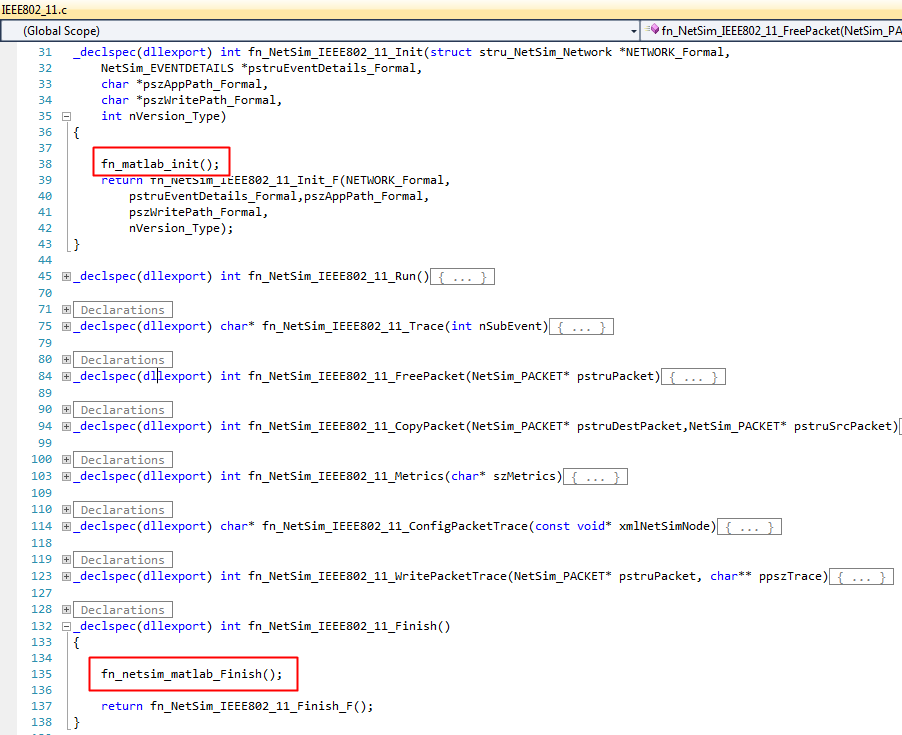 IEEE802_11.c
(Global Scope) fn_NetSim_IEEE802_11_FreePacket(NetSim_PA
31 _declspec(dllexport) int fn_NetSim_IEEE802_11_Init(struct stru_NetSim_Network *NETWORK_Formal,
32 NetSim_EVENTDETAILS *pstruEventDetails_Formal,
33 char *pszAppPath_Formal,
34 char *pszWritePath_Formal,
35 int nVersion_Type)
36 {
37
38 fn_matlab_init();
39 return fn_NetSim_IEEE802_11_Init_F(NETWORK_Formal,
40 pstruEventDetails_Formal,pszAppPath_Formal,
41 pszWritePath_Formal,
42 nVersion_Type);
43 }
44
45 _declspec(dllexport) int fn_NetSim_IEEE802_11_Run(){ ... }
70
71 Declarations
75 _declspec(dllexport) char* fn_NetSim_IEEE802_11_Trace(int nSubEvent){ ... }
79
80 Declarations
84 _declspec(dllexport) int fn_NetSim_IEEE802_11_FreePacket(NetSim_PACKET* pstruPacket){ ... }
89
90 Declarations
94 _declspec(dllexport) int fn_NetSim_IEEE802_11_CopyPacket(NetSim_PACKET* pstruDestPacket,NetSim_PACKET* pstruSrcPacket)
99
100 Declarations
103 _declspec(dllexport) int fn_NetSim_IEEE802_11_Metrics(char* szMetrics){ ... }
109
110 Declarations
114 _declspec(dllexport) char* fn_NetSim_IEEE802_11_ConfigPacketTrace(const void* xmlNetSimNode){ ... }
118
119 Declarations
123 _declspec(dllexport) int fn_NetSim_IEEE802_11_WritePacketTrace(NetSim_PACKET* pstruPacket, char** ppszTrace){ ... }
127
128 Declarations
132 _declspec(dllexport) int fn_NetSim_IEEE802_11_Finish()
133 {
134
135 fn_netsim_matlab_Finish();
136
137 return fn_NetSim_IEEE802_11_Finish_F();
138 }